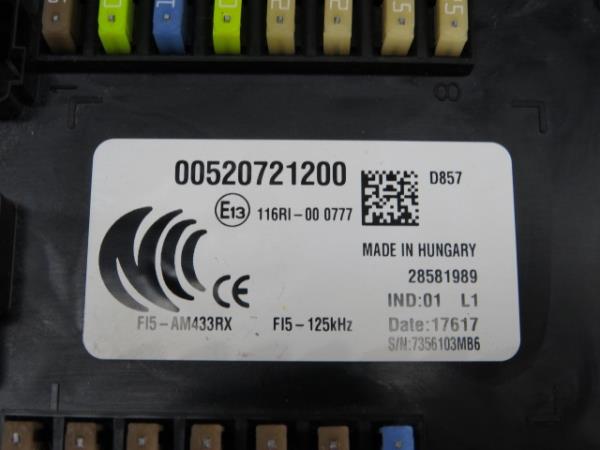 00520721200
D857
E13
116RI-00 0777
MADE IN HUNGARY
28581989
CE
IND:01 L1
FI5-AM433RX
FI5-125kHz
Date:17617
S/N:7356103MB6
8